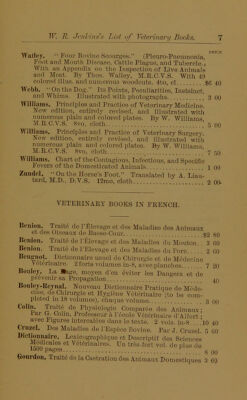 W. R. Jenkins's List of Veterinary Books. 7
PRICE
Walley. "Four Bovine Scourges." (Pleuro-Pneumonia,
Foot and Mouth Disease, Cattle Plague, and Tubercle.)
With an Appendix on the Inspection of Live Animals
and Meat. By Thos. Walley, M.R.C.V.S. With 49
colored illus. and numerous woodcuts. 4to, cl. $6 40
Webb. "On the Dog." Its Points, Peculiarities, Instinct,
and Whims. Illustrated with photographs 3 00
Williams. Principles and Practice of Veterinary Medicine.
New edition, entirely revised, and illustrated with
numerous plain and colored plates. By W. Williams,
M.R.C.V.S. 8vo, cloth 5 00
Williams. Principles and Practice of Veterinary Surgery.
New edition, entirely revised, and illustrated with
numerous plain and colored plates. By W. Williams,
M.R.C.V.S. 8vo, cloth 7 50
Williams. Chart of the Contagious, Infectious, and Specific
Fevers of the Domesticated Animals 1 00
Zundel. "On the Horse's Foot." Translated by A. Liau-
tard, M.D., D.V.S. 12mo, cloth 2 00
VETERINARY BOOKS IN FRENCH.
Benion. Traité de l'Élevage et des Maladies des Animaux
et des Oiseaux de Basse-Cour $2 80
Benion. Traité de l'Élevage et des Maladies du Mouton. 3 60
Benion. Traité de l'Élevage et des Maladies du Porc. 2 00
Beugnot. Dictionnaire usuel de Chirurgie et de Médecine
Vétérinaire. 2 forts volumes in-8, avec planches 7 20
Bouley. La Rage, moyen d'en éviter les Dangers et de
prévenir sa Propagation 40
Bouley-Reynal. Nouveau Dictionnaire Pratique de Méde-
cine, de Chirurgie et Hygiène Vétérinaire (to be com-
pleted in 18 volumes), chaque volume 3 00
Colin. Traité de Physiologie Comparée des Animaux;
Par G. Colin, Professeur à l'école Vétérinaire d'Alfort;
avec Figures intercalées dans le texte. 2 vols. in-8 10 40
Cruzel. Des Maladies de l'Espèce Bovine. Par J. Cruzel. 5 60
Dictionnaire, Lexicographique et Descriptif des Sciences
Médicales et Vétérinaires. Un très-fort vol. de plus de
1500 pages 8 00
Gourdon. Traité de la Castration des Animaux Domestiques 3 60